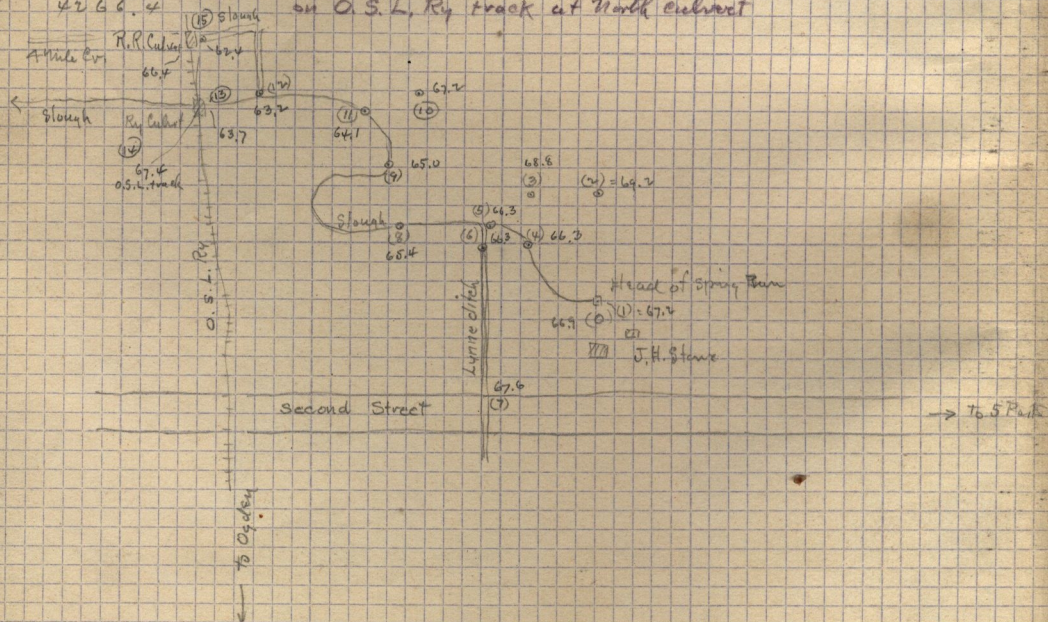 4266.4
on O.S.L. Ry track at North culvert
(15) Slough
R.R. Culvert
62.4
66.4
4 Mile Cr.
(13)
(12)
63.2
63.7
Slough
Ry Culvert
(14)
67.4
O.S.L. track
(11)
64.1
67.2
(10)
65.0
(9)
68.8
(3)
(2) = 69.2
Slough
(8)
65.4
(5) 66.3
(6) 66.3
(4) 66.3
O.S.L. Ry
Lynne ditch
Head of Spring Run
(1) = 67.2
66.9
J.H. Stowe
67.6
(7)
Second Street
→ to 5 Points
← to Ogden